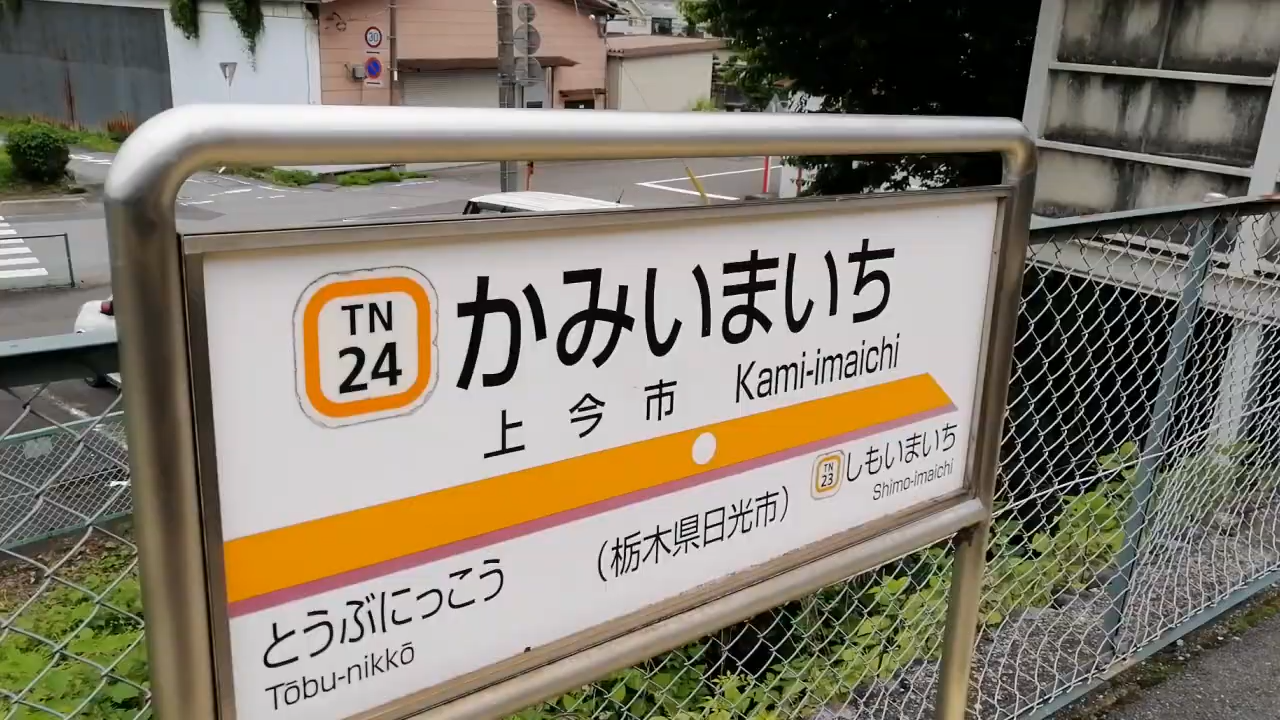 30
TN
24
かみいまいち
上今市
Kami-imaichi
TN
23
しもいまいち
Shimo-imaichi
(栃木県日光市)
とうぶにっこう
Tōbu-nikkō